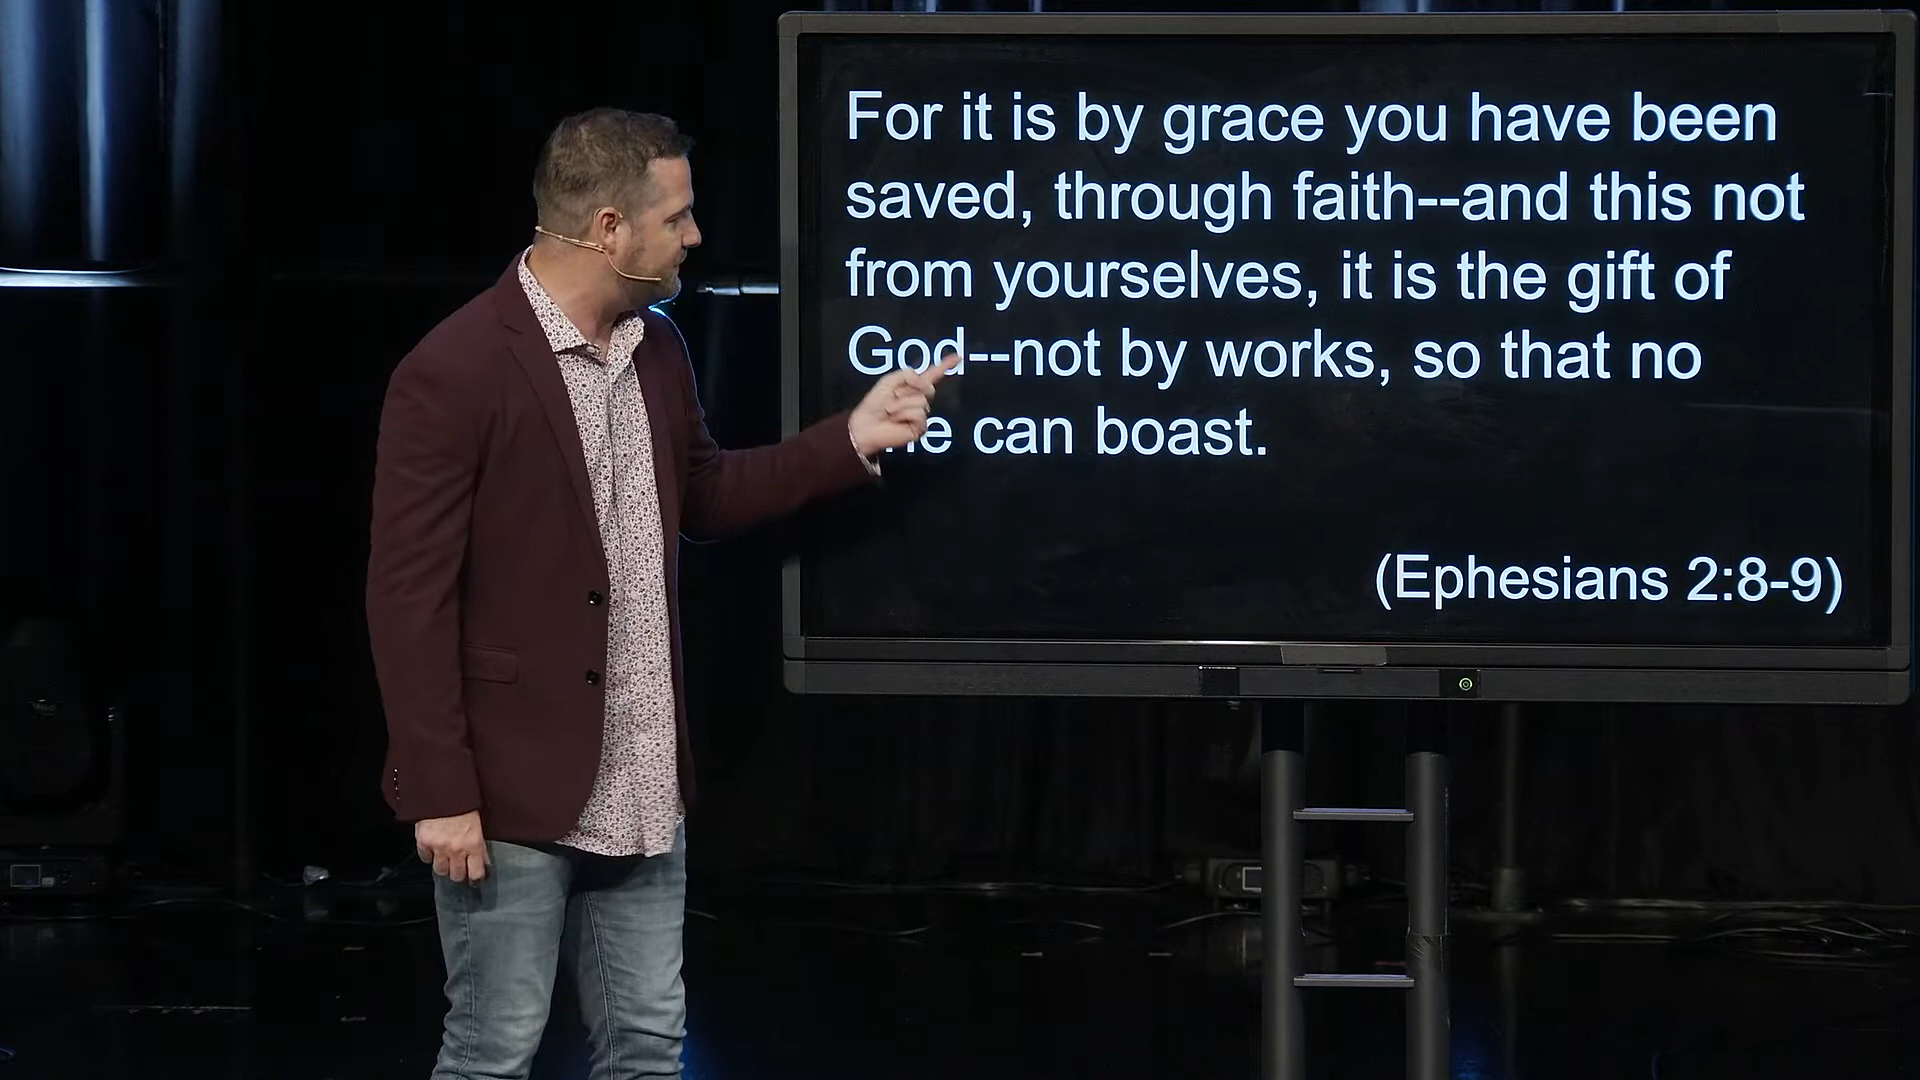 For it is by grace you have been
saved, through faith--and this not
from yourselves, it is the gift of
God--not by works, so that no
can boast.
(Ephesians 2:8-9)